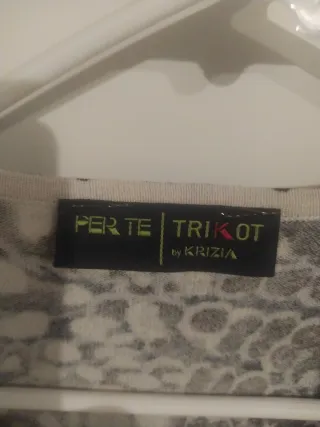 PER TE | TRIKOT
by KRIZIA